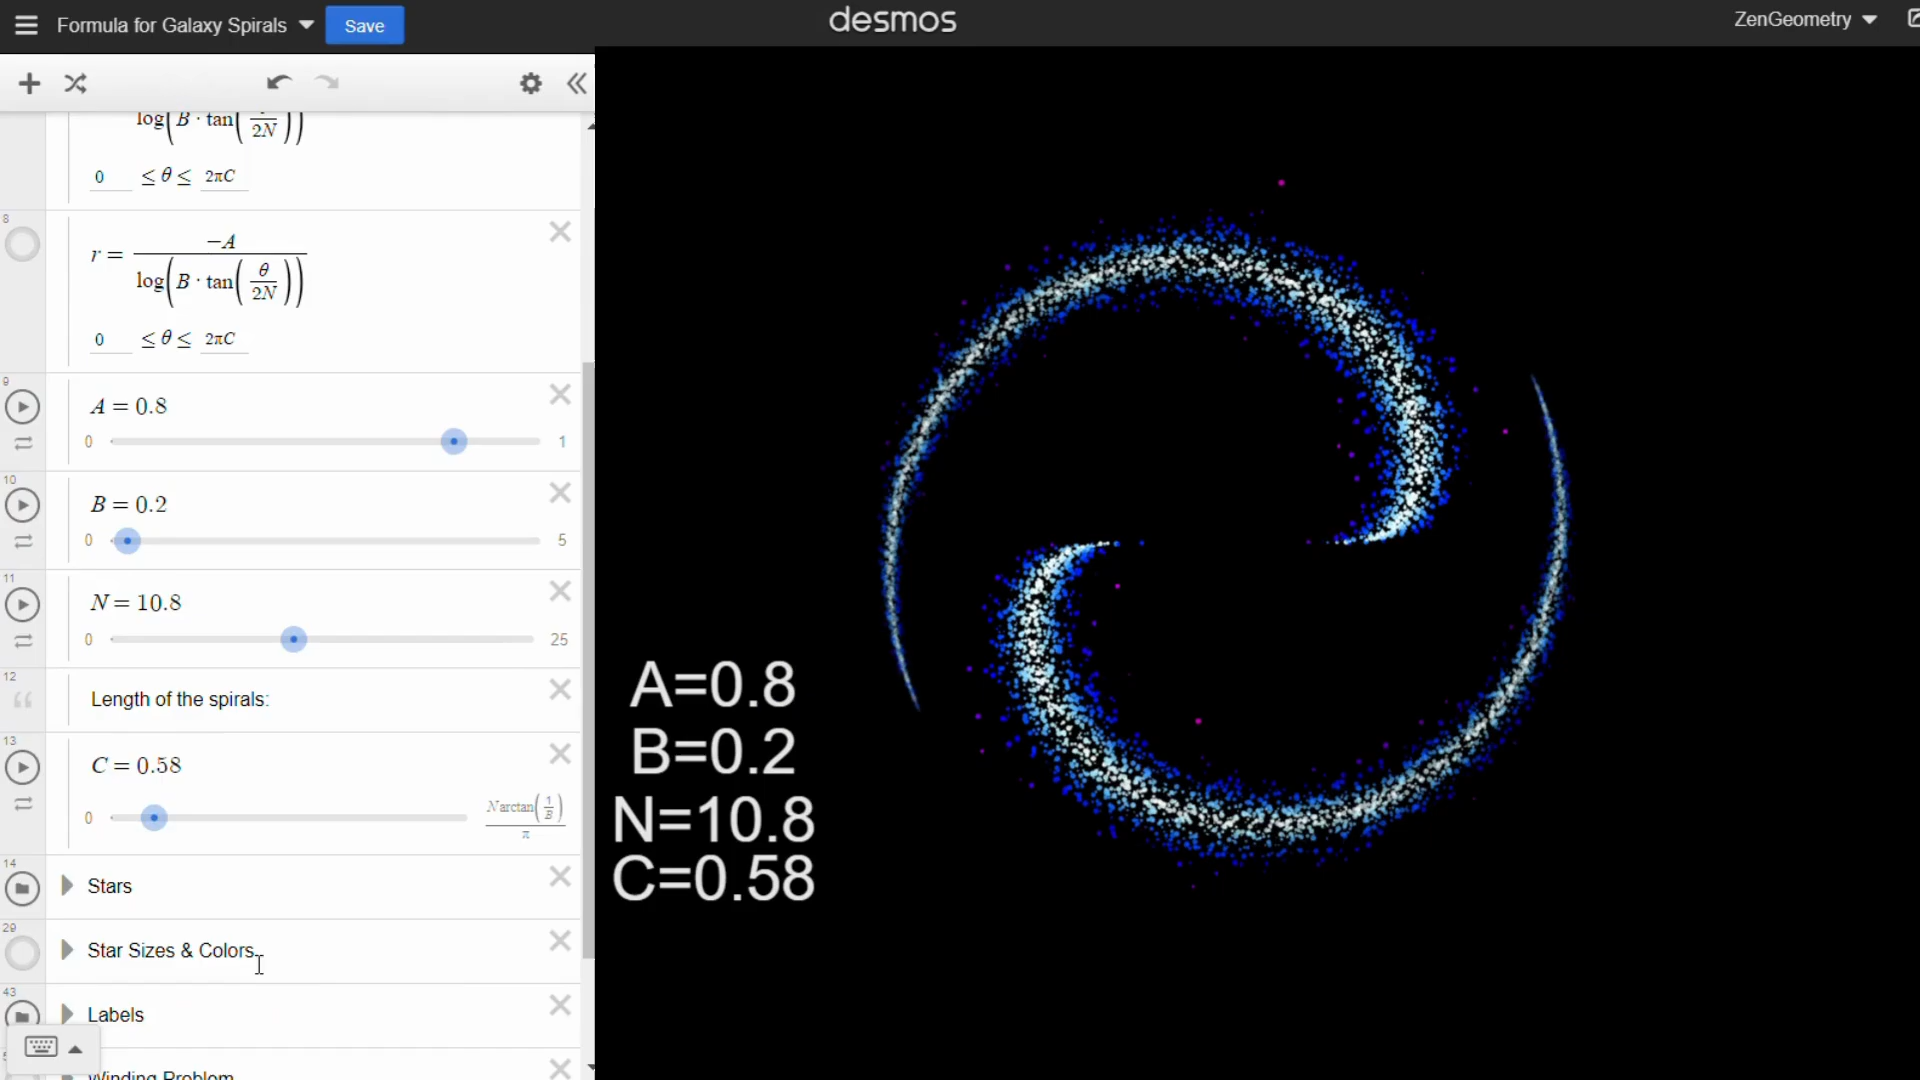 Formula for Galaxy Spirals
Save
desmos
ZenGeometry
log(B · tan(/2N))
0 ≤ θ ≤ 2πC
8
r = -A/log(B · tan(θ/2N))
0 ≤ θ ≤ 2πC
9
A = 0.8
0 1
10
B = 0.2
0 5
11
N = 10.8
0 25
12
Length of the spirals:
13
C = 0.58
0 N arctan(1/B)/π
14
Stars
29
Star Sizes & Colors
43
Labels
Winding Problem
A=0.8
B=0.2
N=10.8
C=0.58